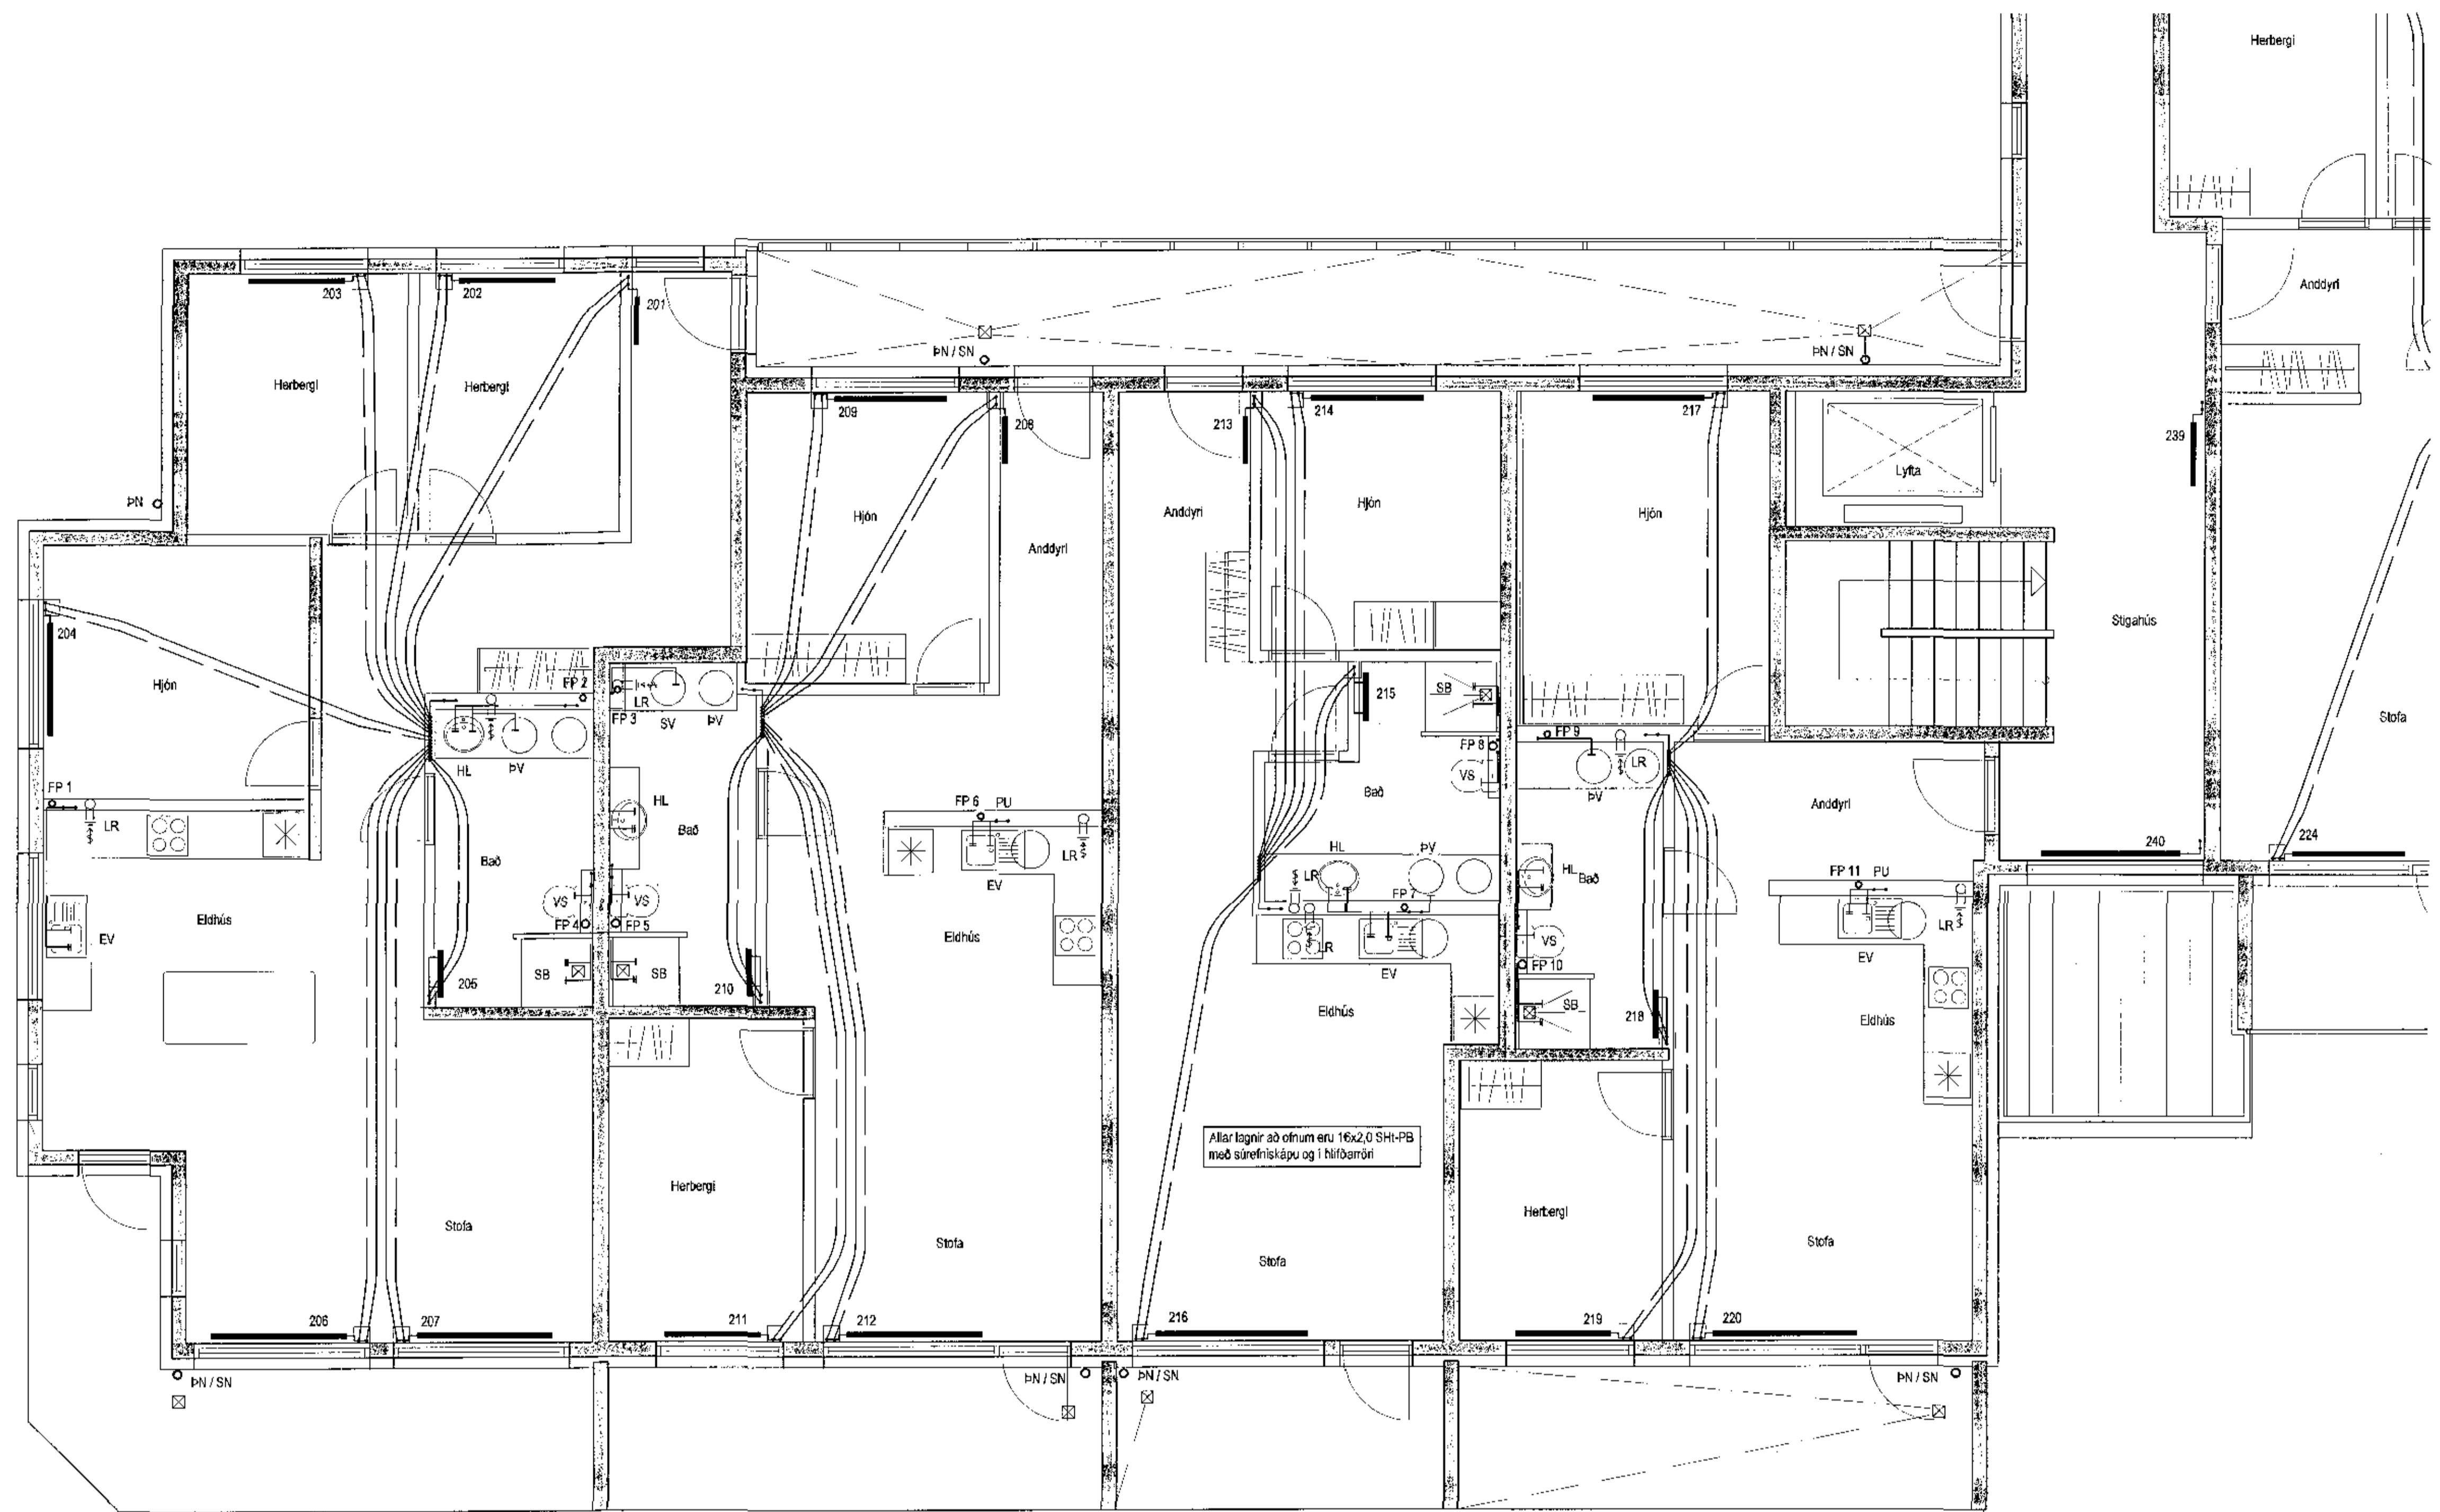 Herbergi
Anddyri
203
202
201
ÞN / SN
ÞN / SN
Herbergi
Herbergi
209
208
213
214
217
239
Lyfta
ÞN
Hjón
Anddyri
Hjón
Hjón
Anddyri
Stigahús
204
Hjón
FP 2
LR
FP 3
SV
ÞV
215
SB
Stofa
HL
ÞV
FP 8
FP 9
VS
LR
ÞV
FP 1
LR
HL
Bað
FP 6
PU
Bað
Anddyri
LR
EV
HL
ÞV
240
224
Bað
VS
VS
LR
FP 7
HL
Bað
FP 11
PU
Eldhús
EV
FP 4
FP 5
Eldhús
LR
EV
VS
LR
EV
SB
SB
205
210
FP 10
SB
218
Eldhús
Eldhús
Allar lagnir að ofnum eru 16x2,0 SHt-PB
með súrefniskápu og í hlífðarröri
Herbergi
Herbergi
Stofa
Stofa
Stofa
Stofa
206
207
211
212
216
219
220
ÞN / SN
ÞN / SN
ÞN / SN
ÞN / SN